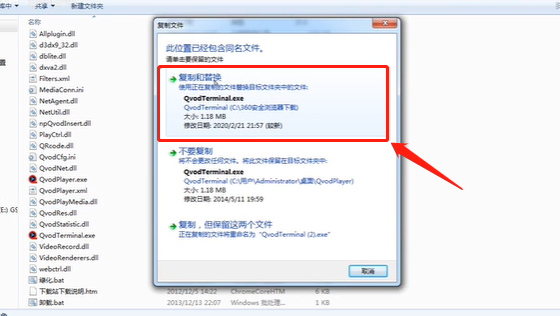 库中 ▼ 共享 ▼ 新建文件夹
名称
Allplugin.dll
d3dx9_32.dll
dblite.dll
dxva2.dll
Filters.xml
MediaConn.ini
NetAgent.dll
NetUtil.dll
npQvodInsert.dll
PlayCtrl.dll
QRcode.dll
QvodCfg.ini
QvodNet.dll
QvodPlayer.exe
QvodPlayer.xml
QvodPlayMedia.dll
QvodRes.dll
QvodStatistic.dll
QvodTerminal.exe
VideoRecord.dll
VideoRenderers.dll
webctrl.dll
绿化.bat
下载站下载说明.htm 2012/12/5 14:22 ChromeCoreHTM 6 KB
卸载.bat 2013/12/13 22:07 Windows 批处理... 1 KB
复制文件
此位置已经包含同名文件。
请单击要保留的文件
复制和替换
使用正在复制的文件替换目标文件夹中的文件:
QvodTerminal.exe
QvodTerminal (C:\360安全浏览器下载)
大小: 1.18 MB
修改日期: 2020/2/21 21:57 (较新)
不要复制
将不会更改任何文件。将此文件保留在目标文件夹中:
QvodTerminal.exe
QvodTerminal (C:\用户\Administrator\桌面\QvodPlayer)
大小: 1.18 MB
修改日期: 2014/5/11 19:59
复制，但保留这两个文件
正在复制的文件将重命名为 "QvodTerminal (2).exe"
取消